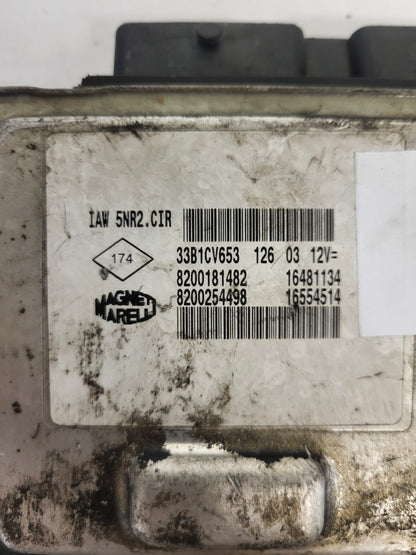 IAW 5NR2.CIR
174
33B1CV653 126 03 12V=
8200181482 16481134
MAGNETI MARELLI
8200254498 16554514